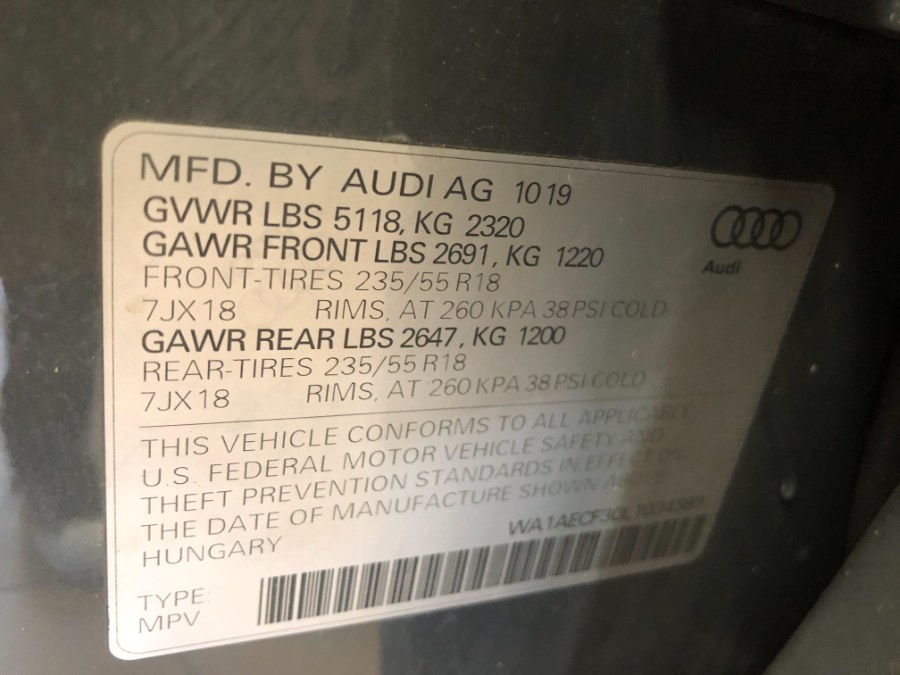 MFD. BY AUDI AG 10 19
GVWR LBS 5118, KG 2320
GAWR FRONT LBS 2691, KG 1220
FRONT-TIRES 235/55 R18
7JX18 RIMS, AT 260 KPA 38 PSI COLD
GAWR REAR LBS 2647, KG 1200
REAR-TIRES 235/55 R18
7JX18 RIMS, AT 260 KPA 38 PSI COLD
Audi
THIS VEHICLE CONFORMS TO ALL APPLICABLE
U.S. FEDERAL MOTOR VEHICLE SAFETY AND
THEFT PREVENTION STANDARDS IN EFFECT ON
THE DATE OF MANUFACTURE SHOWN ABOVE
HUNGARY
TYPE:
MPV